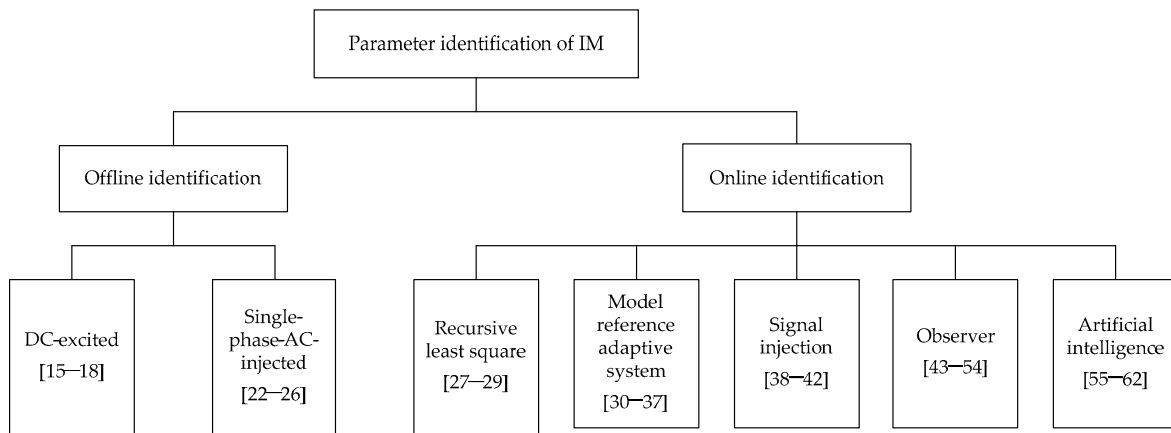 Parameter identification of IM
Offline identification
Online identification
DC-excited
[15–18]
Single-
phase-AC-
injected
[22–26]
Recursive
least square
[27–29]
Model
reference
adaptive
system
[30–37]
Signal
injection
[38–42]
Observer
[43–54]
Artificial
intelligence
[55–62]